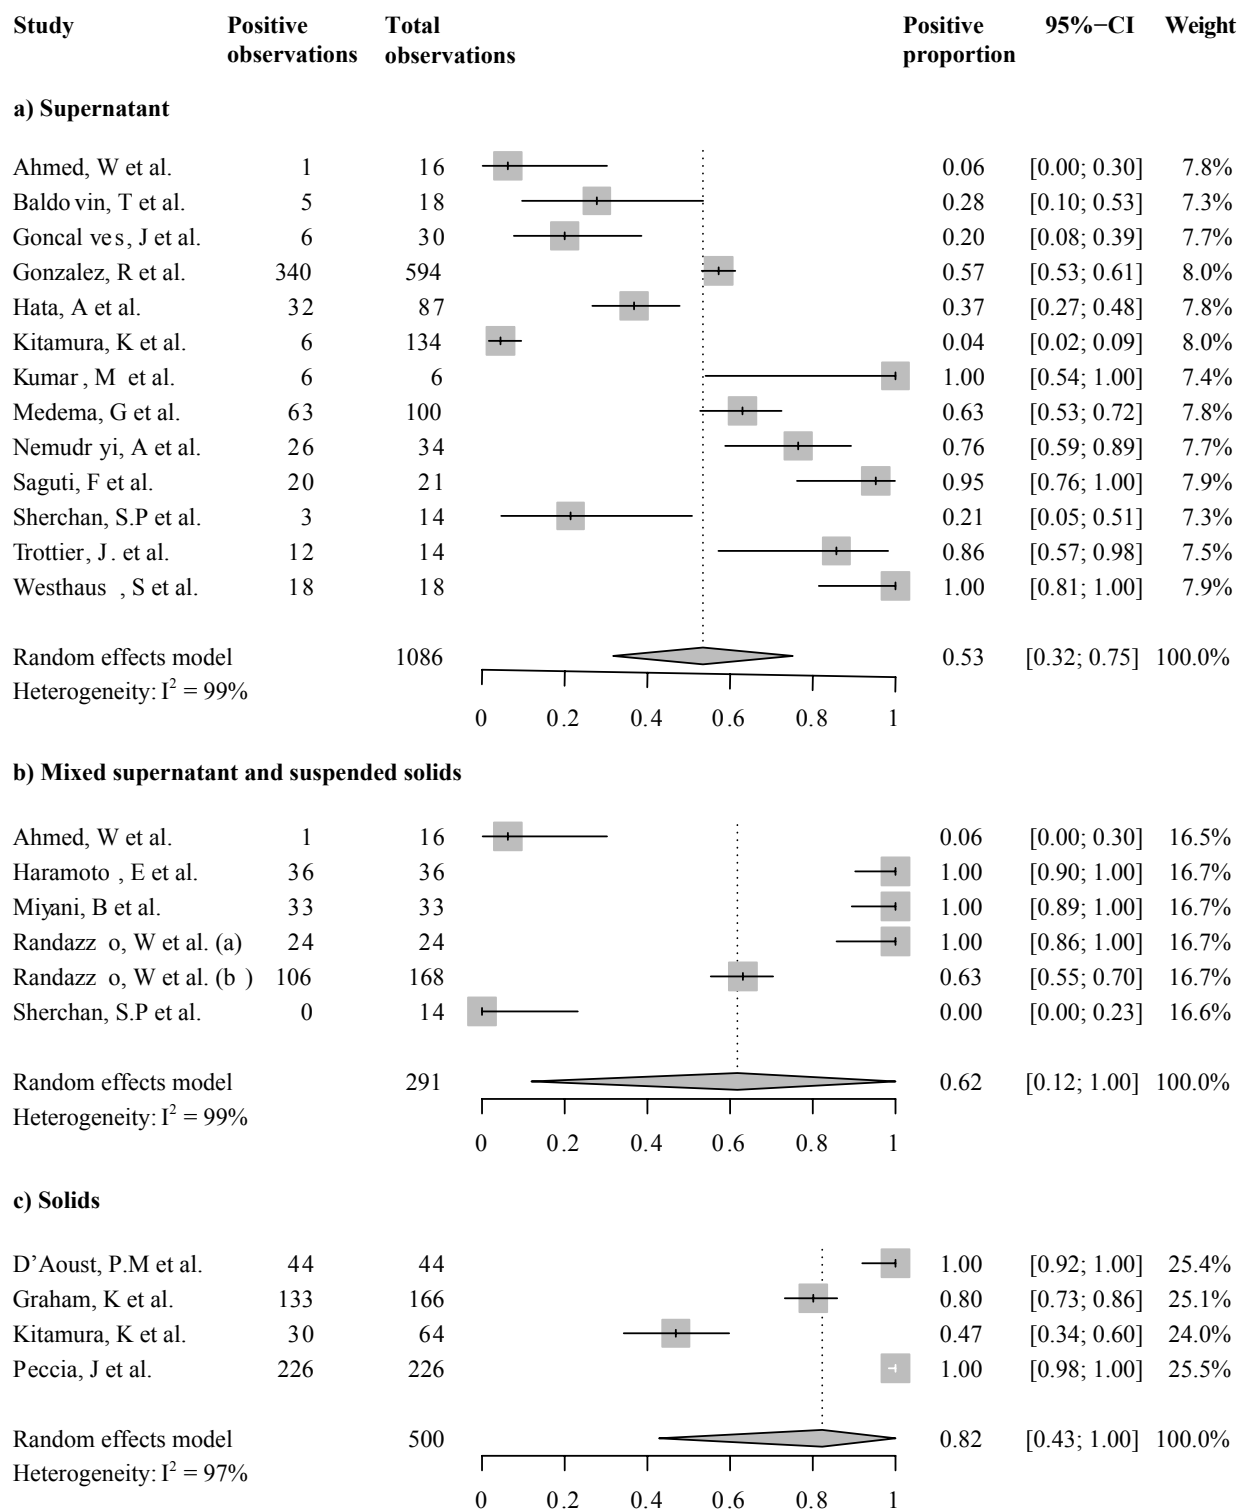 Study Positive observations Total observations Positive proportion 95%−CI Weight
a) Supernatant
Ahmed, W et al. 1 16 0.06 [0.00; 0.30] 7.8%
Baldo vin, T et al. 5 18 0.28 [0.10; 0.53] 7.3%
Goncal ves, J et al. 6 30 0.20 [0.08; 0.39] 7.7%
Gonzalez, R et al. 340 594 0.57 [0.53; 0.61] 8.0%
Hata, A et al. 32 87 0.37 [0.27; 0.48] 7.8%
Kitamura, K et al. 6 134 0.04 [0.02; 0.09] 8.0%
Kumar , M et al. 6 6 1.00 [0.54; 1.00] 7.4%
Medema, G et al. 63 100 0.63 [0.53; 0.72] 7.8%
Nemudr yi, A et al. 26 34 0.76 [0.59; 0.89] 7.7%
Saguti, F et al. 20 21 0.95 [0.76; 1.00] 7.9%
Sherchan, S.P et al. 3 14 0.21 [0.05; 0.51] 7.3%
Trottier, J. et al. 12 14 0.86 [0.57; 0.98] 7.5%
Westhaus , S et al. 18 18 1.00 [0.81; 1.00] 7.9%
Random effects model 1086 0.53 [0.32; 0.75] 100.0%
Heterogeneity: I² = 99%
0 0.2 0.4 0.6 0.8 1
b) Mixed supernatant and suspended solids
Ahmed, W et al. 1 16 0.06 [0.00; 0.30] 16.5%
Haramoto , E et al. 36 36 1.00 [0.90; 1.00] 16.7%
Miyani, B et al. 33 33 1.00 [0.89; 1.00] 16.7%
Randazz o, W et al. (a) 24 24 1.00 [0.86; 1.00] 16.7%
Randazz o, W et al. (b ) 106 168 0.63 [0.55; 0.70] 16.7%
Sherchan, S.P et al. 0 14 0.00 [0.00; 0.23] 16.6%
Random effects model 291 0.62 [0.12; 1.00] 100.0%
Heterogeneity: I² = 99%
0 0.2 0.4 0.6 0.8 1
c) Solids
D’Aoust, P.M et al. 44 44 1.00 [0.92; 1.00] 25.4%
Graham, K et al. 133 166 0.80 [0.73; 0.86] 25.1%
Kitamura, K et al. 30 64 0.47 [0.34; 0.60] 24.0%
Peccia, J et al. 226 226 1.00 [0.98; 1.00] 25.5%
Random effects model 500 0.82 [0.43; 1.00] 100.0%
Heterogeneity: I² = 97%
0 0.2 0.4 0.6 0.8 1